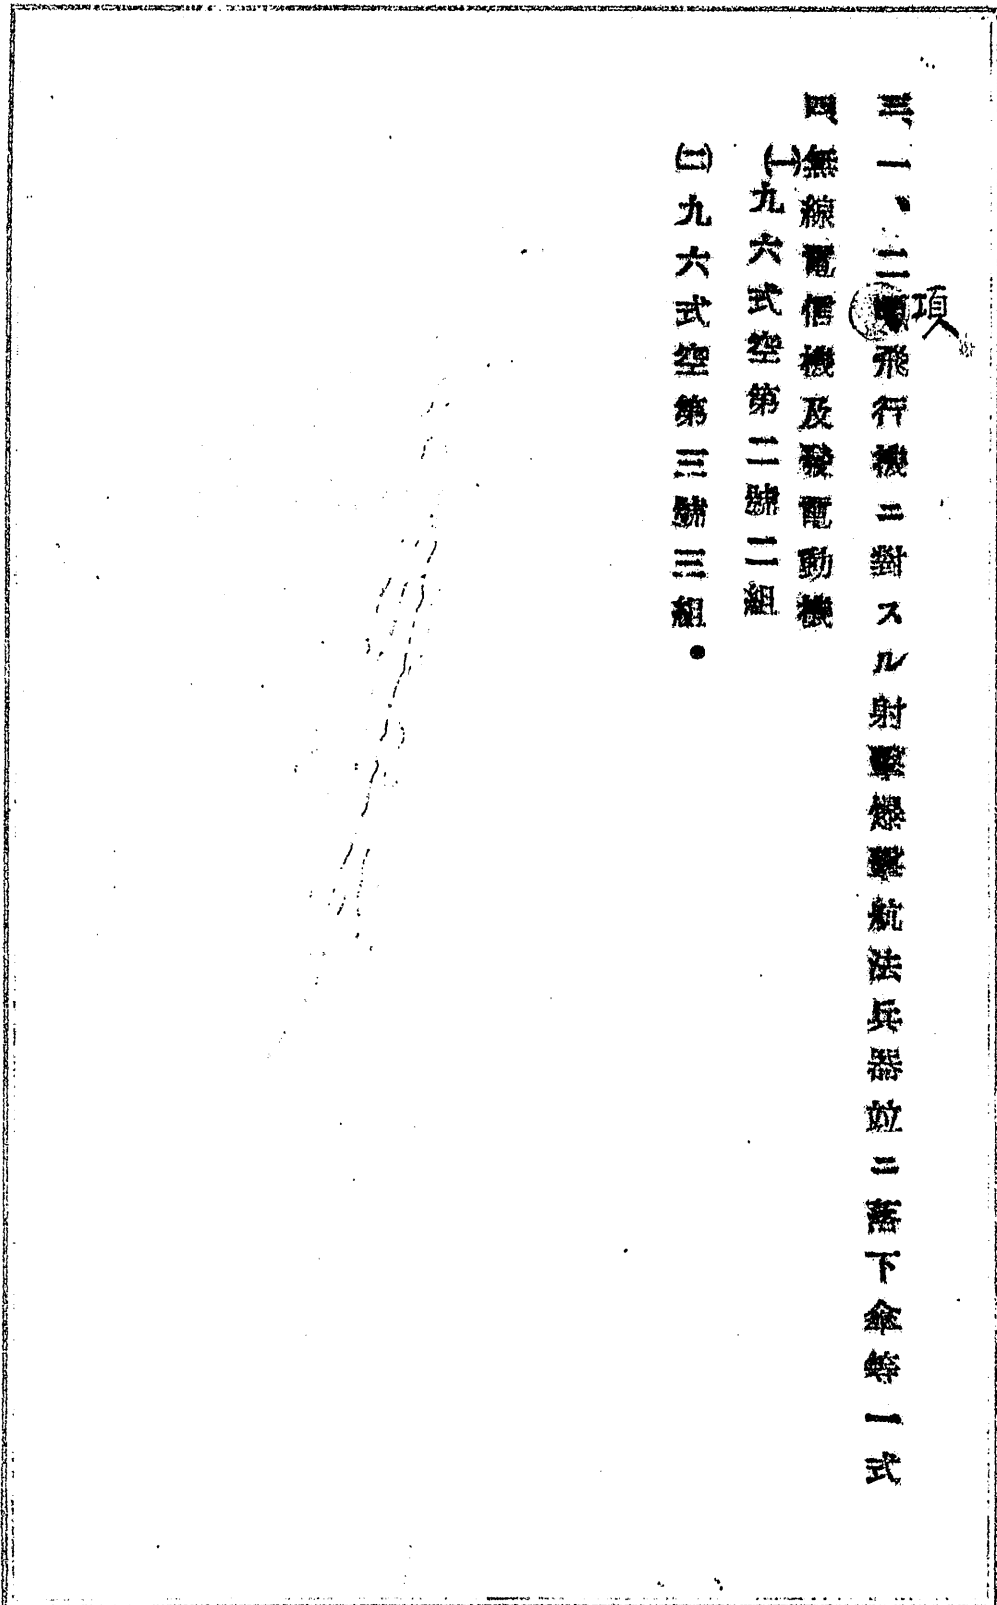 三、一、二項飛行機ニ對スル射擊爆擊航法兵器竝ニ落下傘等一式
四、無線電信機及發電動機
㈠九六式空第二號二組
㈢九六式空第三號三組